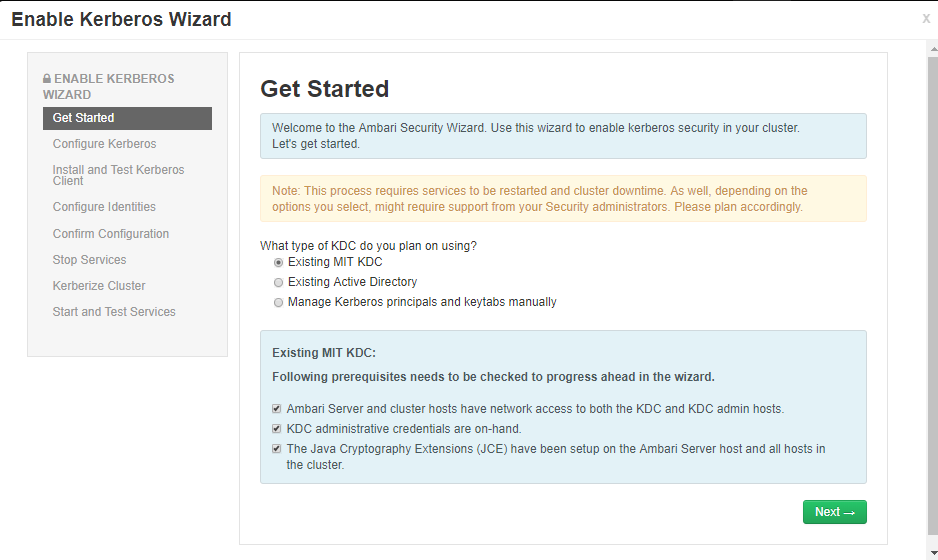 Enable Kerberos Wizard
X
ENABLE KERBEROS
WIZARD
Get Started
Configure Kerberos
Install and Test Kerberos
Client
Configure Identities
Confirm Configuration
Stop Services
Kerberize Cluster
Start and Test Services
Get Started
Welcome to the Ambari Security Wizard. Use this wizard to enable kerberos security in your cluster.
Let's get started.
Note: This process requires services to be restarted and cluster downtime. As well, depending on the
options you select, might require support from your Security administrators. Please plan accordingly.
What type of KDC do you plan on using?
Existing MIT KDC
Existing Active Directory
Manage Kerberos principals and keytabs manually
Existing MIT KDC:
Following prerequisites needs to be checked to progress ahead in the wizard.
Ambari Server and cluster hosts have network access to both the KDC and KDC admin hosts.
KDC administrative credentials are on-hand.
The Java Cryptography Extensions (JCE) have been setup on the Ambari Server host and all hosts in
the cluster.
Next →